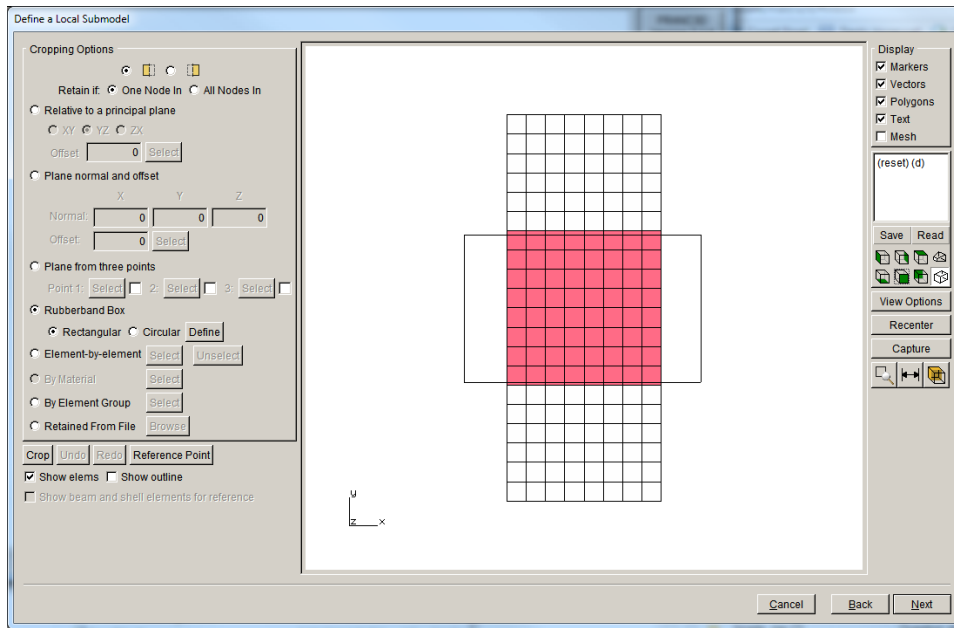 Define a Local Submodel
Cropping Options
Retain if: One Node In All Nodes In
Relative to a principal plane
XY YZ ZX
Offset 0 Select
Plane normal and offset
X Y Z
Normal: 0 0 0
Offset: 0 Select
Plane from three points
Point 1: Select 2: Select 3: Select
Rubberband Box
Rectangular Circular Define
Element-by-element Select Unselect
By Material Select
By Element Group Select
Retained From File Browse
Crop Undo Redo Reference Point
Show elems Show outline
Show beam and shell elements for reference
y
z x
Display
Markers
Vectors
Polygons
Text
Mesh
(reset) (d)
Save Read
View Options
Recenter
Capture
Cancel Back Next